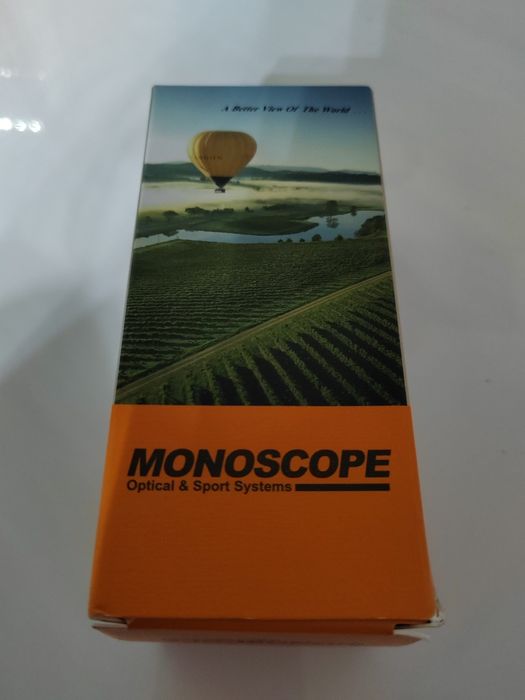 A Better View Of The World . . .
MONOSCOPE
Optical & Sport Systems